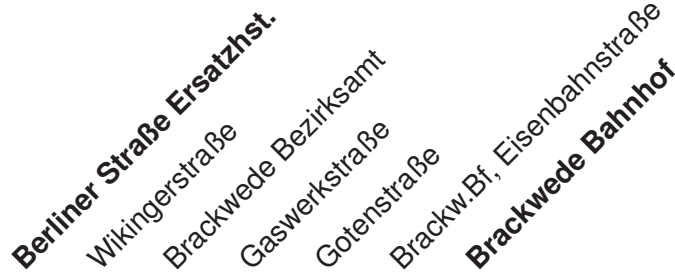 Berliner Straße Ersatzhst.
Wikingerstraße
Brackwede Bezirksamt
Gaswerkstraße
Gotenstraße
Brackw.Bf, Eisenbahnstraße
Brackwede Bahnhof